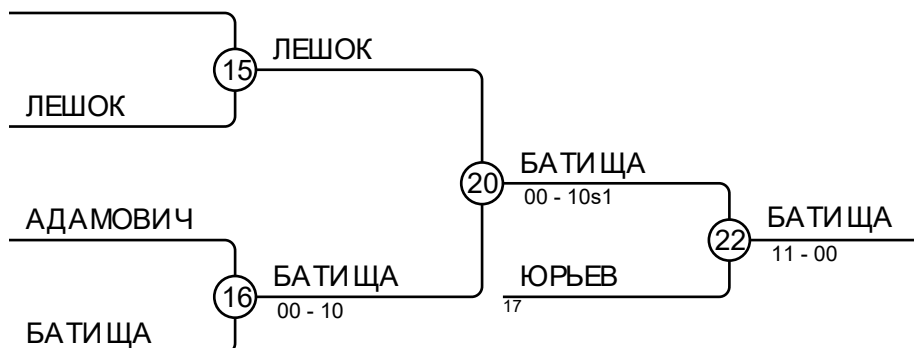 15
ЛЕШОК
ЛЕШОК
20
БАТИЩА
00 - 10s1
АДАМОВИЧ
22
БАТИЩА
11 - 00
16
БАТИЩА
00 - 10
ЮРЬЕВ
17
БАТИЩА